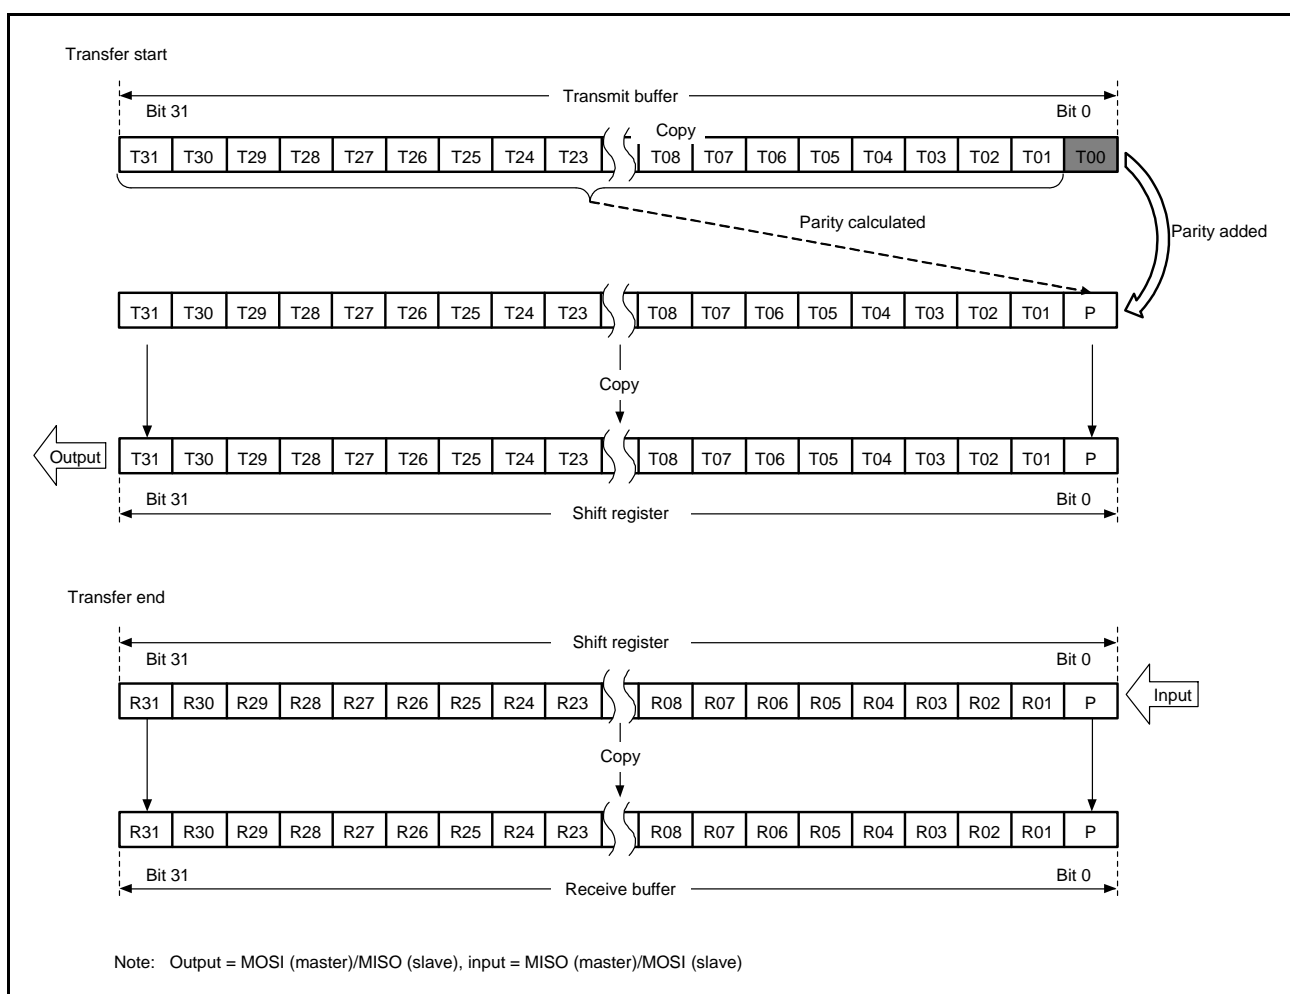 Transfer start
Transmit buffer
Bit 31 Bit 0
Copy
T31 T30 T29 T28 T27 T26 T25 T24 T23 T08 T07 T06 T05 T04 T03 T02 T01 T00
Parity calculated
Parity added
T31 T30 T29 T28 T27 T26 T25 T24 T23 T08 T07 T06 T05 T04 T03 T02 T01 P
Copy
Output
T31 T30 T29 T28 T27 T26 T25 T24 T23 T08 T07 T06 T05 T04 T03 T02 T01 P
Bit 31 Bit 0
Shift register
Transfer end
Shift register
Bit 31 Bit 0
R31 R30 R29 R28 R27 R26 R25 R24 R23 R08 R07 R06 R05 R04 R03 R02 R01 P
Input
Copy
R31 R30 R29 R28 R27 R26 R25 R24 R23 R08 R07 R06 R05 R04 R03 R02 R01 P
Bit 31 Bit 0
Receive buffer
Note: Output = MOSI (master)/MISO (slave), input = MISO (master)/MOSI (slave)